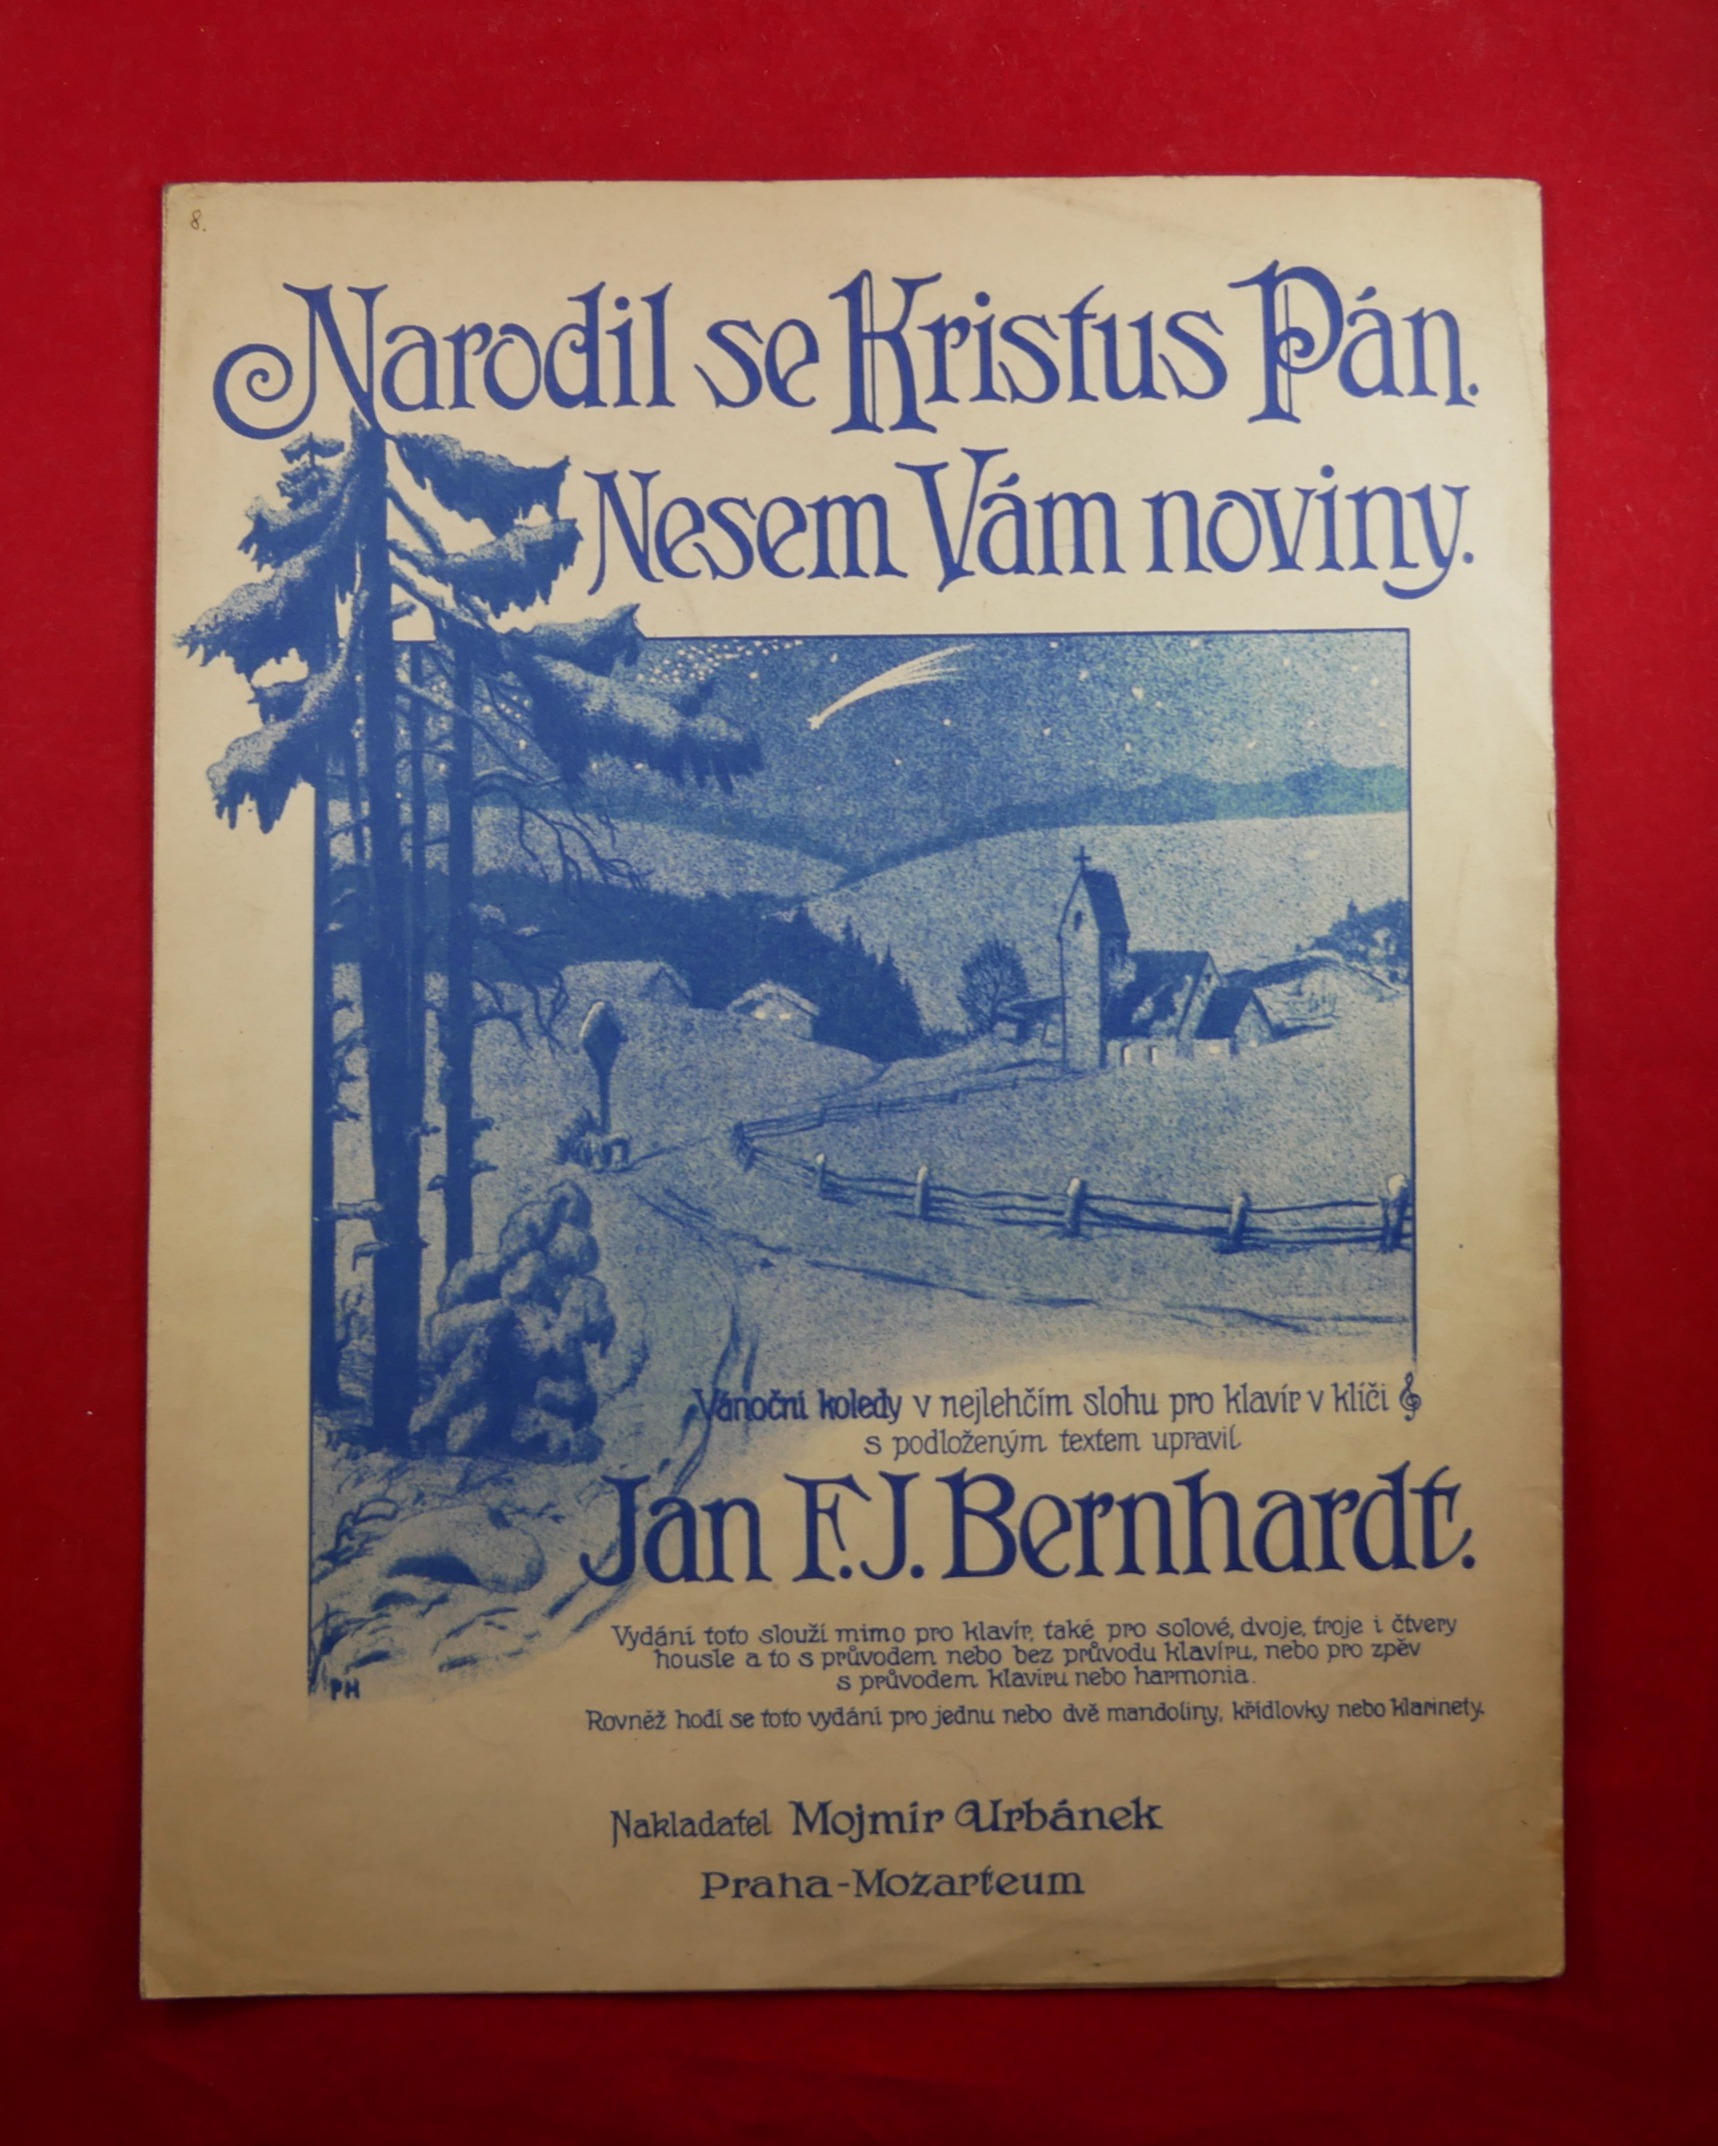 8.
Narodil se Kristus Pán.
Nesem Vám noviny.
Vánoční koledy v nejlehčím slohu pro klavír v klíči 𝄞
s podloženým textem upravil
Jan F.J. Bernhardt.
Vydání toto slouží mimo pro klavír, také pro solové, dvoje, troje i čtvery
housle a to s průvodem nebo bez průvodu klavíru, nebo pro zpěv
s průvodem klavíru nebo harmonia.
Rovněž hodí se toto vydání pro jednu nebo dvě mandoliny, křídlovky nebo klarinety.
PH
Nakladatel Mojmír Urbánek
Praha-Mozarteum